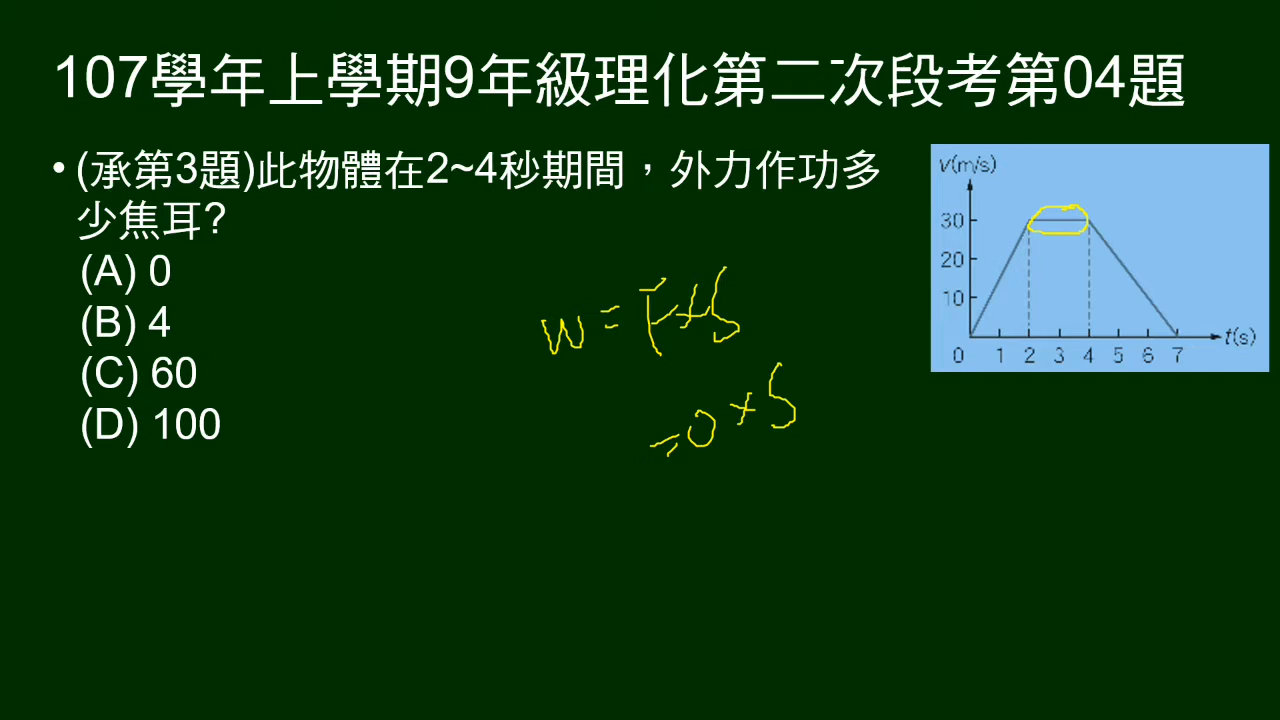 107學年上學期9年級理化第二次段考第04題
• (承第3題)此物體在2~4秒期間，外力作功多
少焦耳?
(A) 0
(B) 4
(C) 60
(D) 100
v(m/s)
30
20
10
0 1 2 3 4 5 6 7
t(s)
w = F × S
= 0 × S